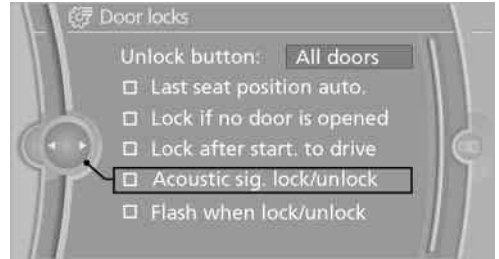 Door locks
Unlock button: All doors
Last seat position auto.
Lock if no door is opened
Lock after start. to drive
Acoustic sig. lock/unlock
Flash when lock/unlock